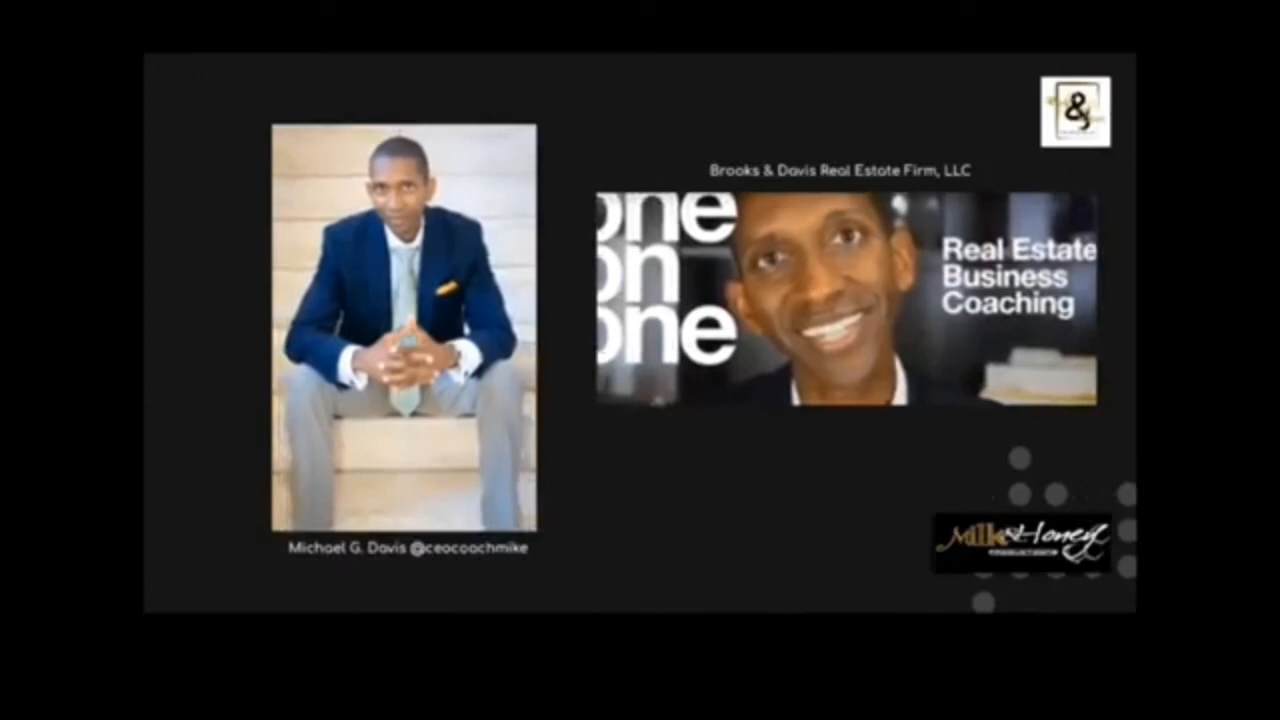 &
Brooks & Davis Real Estate Firm, LLC
one
on
one
Real Estate
Business
Coaching
Michael G. Davis @ceocoachmike
Milk & Honey